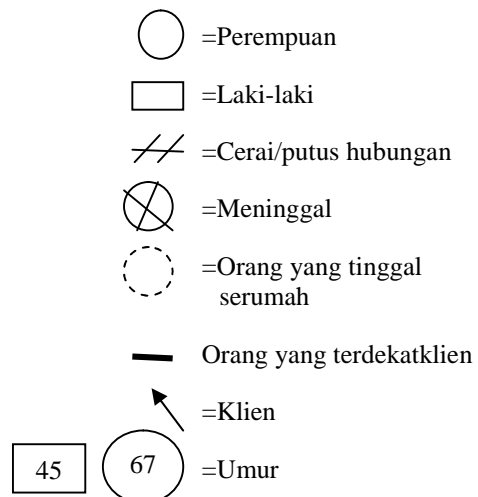 =Perempuan
=Laki-laki
=Cerai/putus hubungan
=Meninggal
=Orang yang tinggal
serumah
Orang yang terdekatklien
=Klien
45 67 =Umur